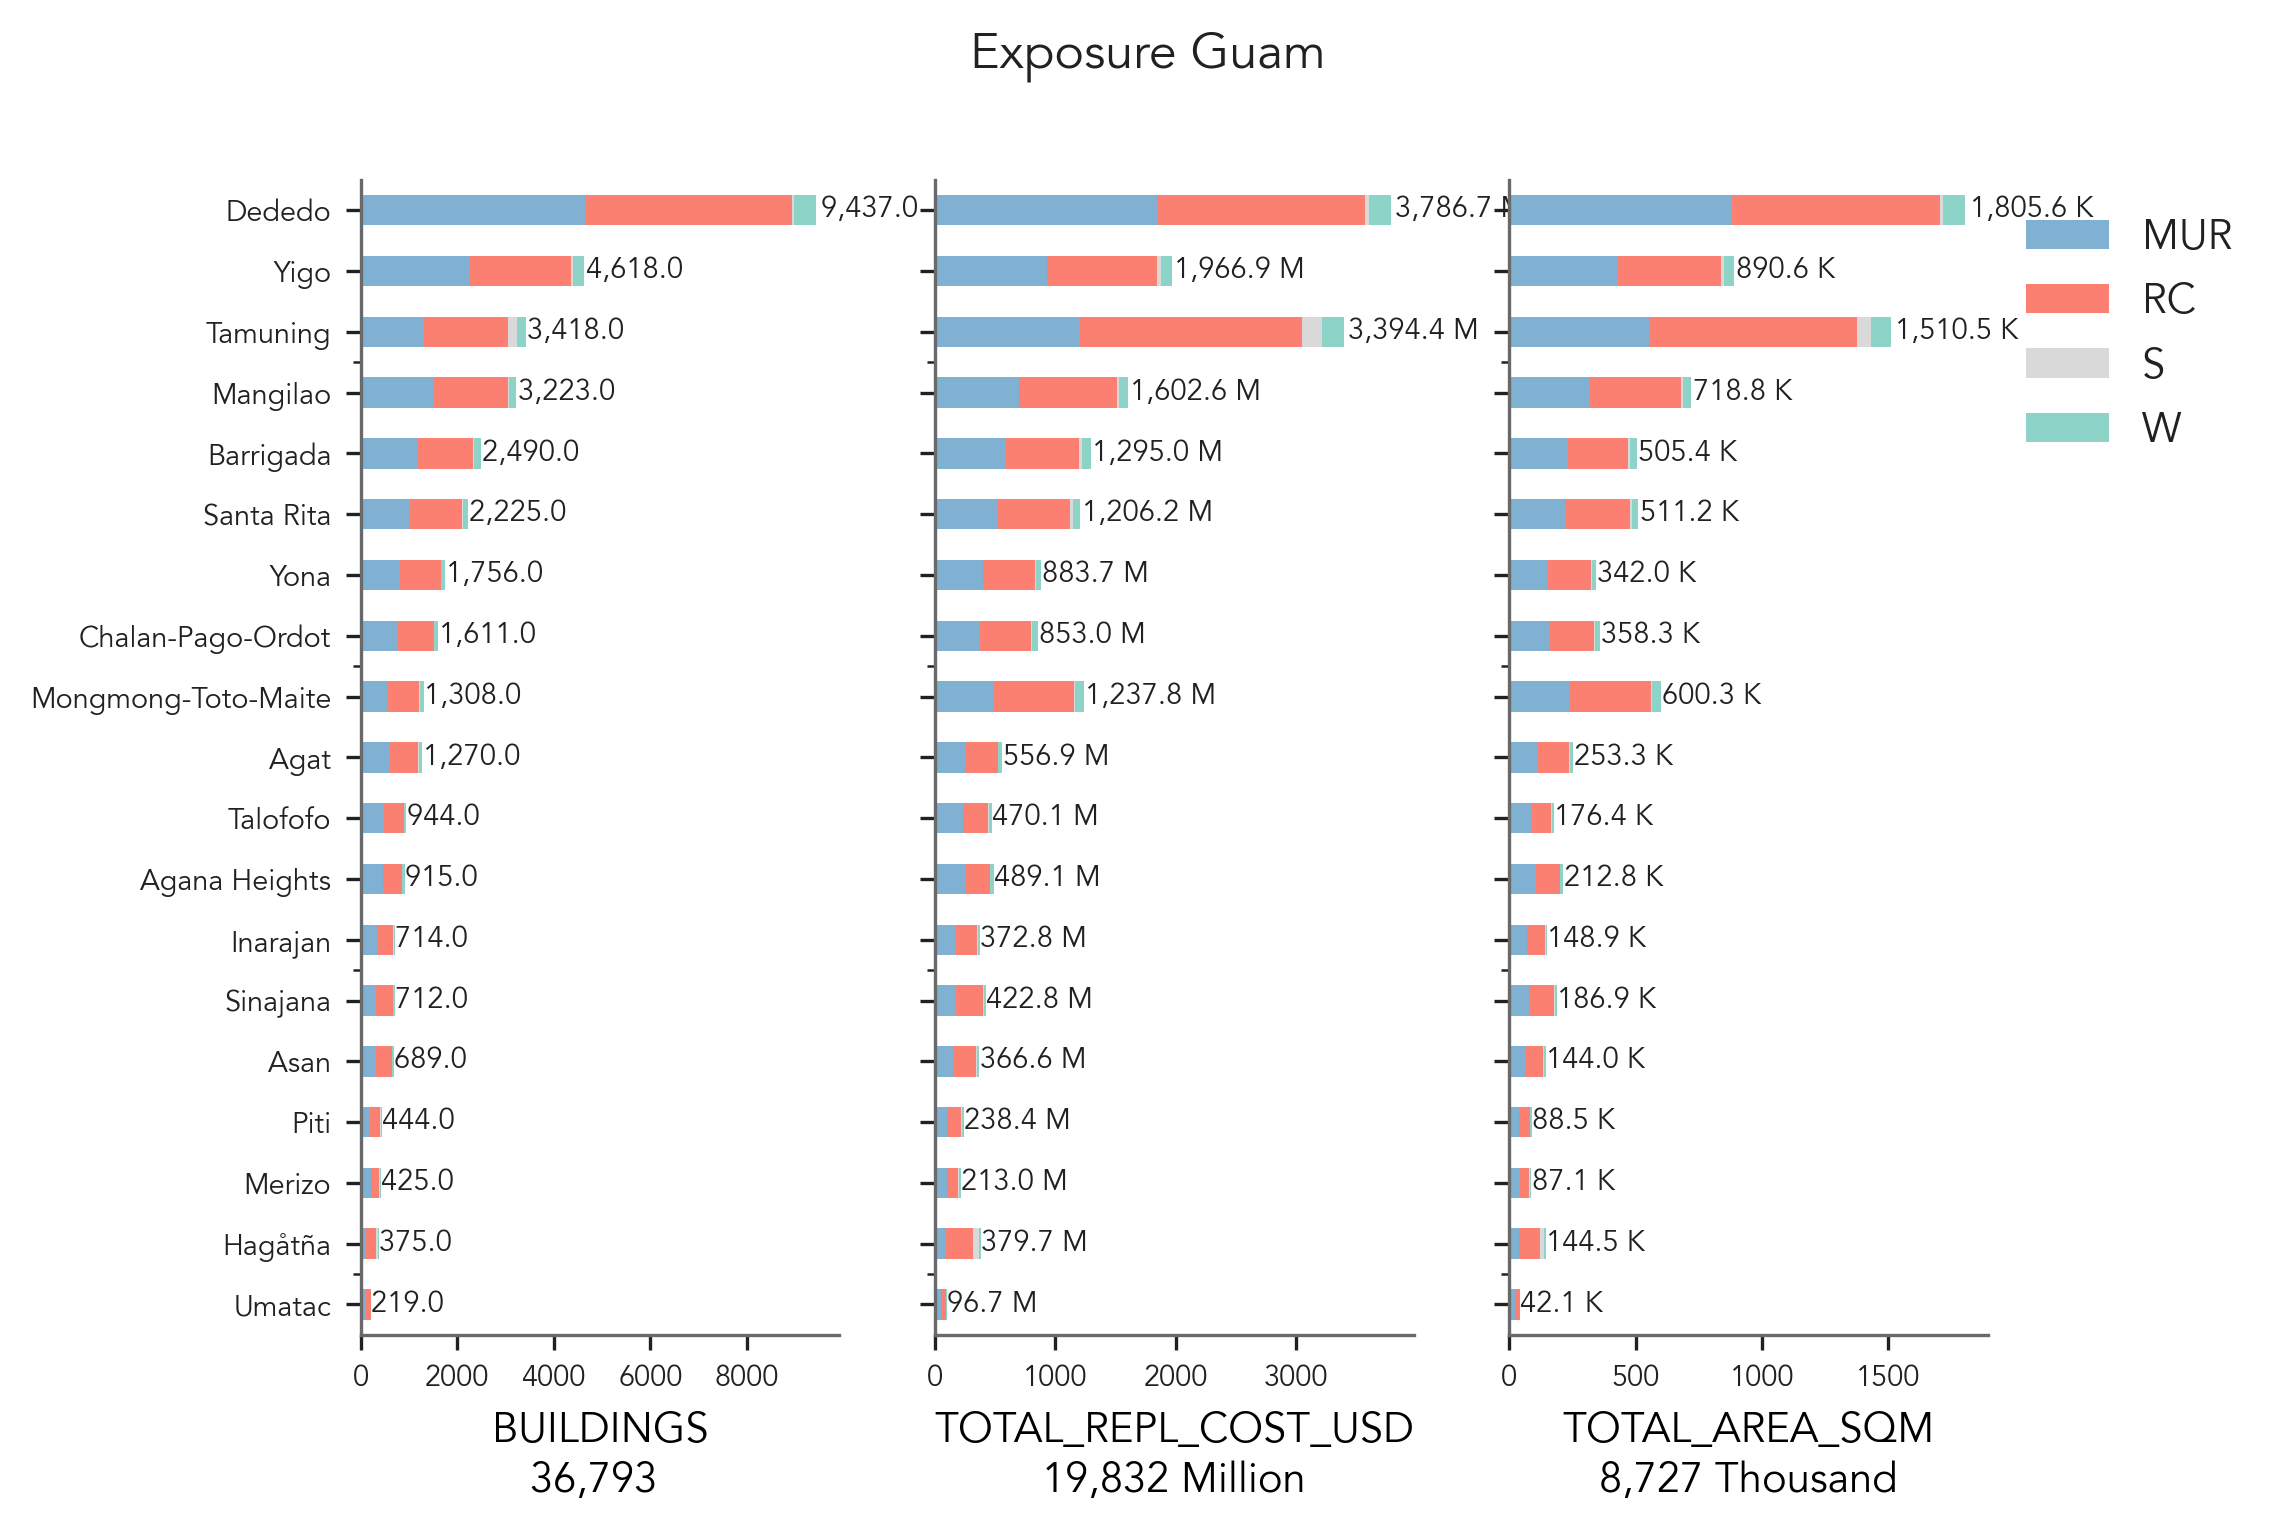 Exposure Guam
Dededo 9,437.0 3,786.7 M 1,805.6 K
Yigo 4,618.0 1,966.9 M 890.6 K
Tamuning 3,418.0 3,394.4 M 1,510.5 K
Mangilao 3,223.0 1,602.6 M 718.8 K
Barrigada 2,490.0 1,295.0 M 505.4 K
Santa Rita 2,225.0 1,206.2 M 511.2 K
Yona 1,756.0 883.7 M 342.0 K
Chalan-Pago-Ordot 1,611.0 853.0 M 358.3 K
Mongmong-Toto-Maite 1,308.0 1,237.8 M 600.3 K
Agat 1,270.0 556.9 M 253.3 K
Talofofo 944.0 470.1 M 176.4 K
Agana Heights 915.0 489.1 M 212.8 K
Inarajan 714.0 372.8 M 148.9 K
Sinajana 712.0 422.8 M 186.9 K
Asan 689.0 366.6 M 144.0 K
Piti 444.0 238.4 M 88.5 K
Merizo 425.0 213.0 M 87.1 K
Hagåtña 375.0 379.7 M 144.5 K
Umatac 219.0 96.7 M 42.1 K
0 2000 4000 6000 8000 0 1000 2000 3000 0 500 1000 1500
BUILDINGS
36,793
TOTAL_REPL_COST_USD
19,832 Million
TOTAL_AREA_SQM
8,727 Thousand
MUR
RC
S
W